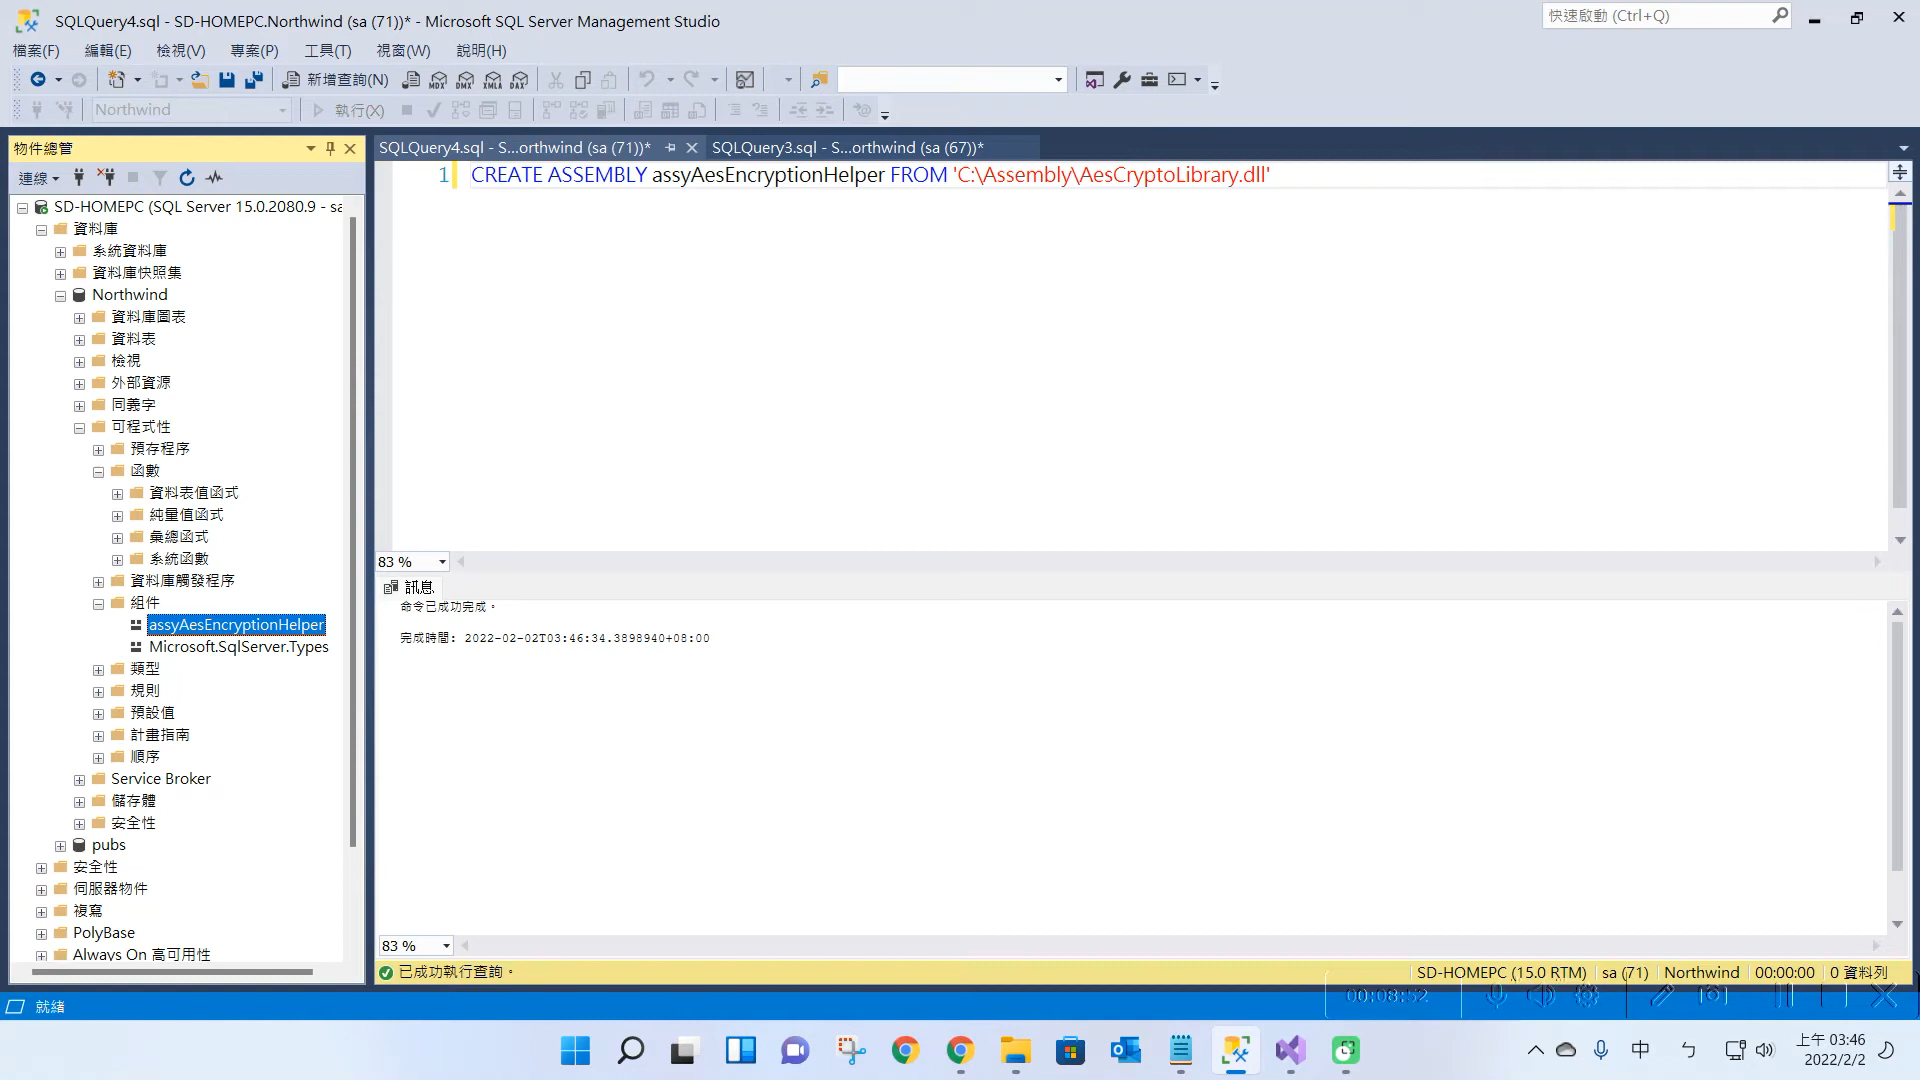 SQLQuery4.sql - SD-HOMEPC.Northwind (sa (71))* - Microsoft SQL Server Management Studio
快速啟動 (Ctrl+Q)
檔案(F) 編輯(E) 檢視(V) 專案(P) 工具(T) 視窗(W) 說明(H)
新增查詢(N) MDX DMX XMLA DAX
Northwind 執行(X)
物件總管
SQLQuery4.sql - S...orthwind (sa (71))* SQLQuery3.sql - S...orthwind (sa (67))*
連線
1 CREATE ASSEMBLY assyAesEncryptionHelper FROM 'C:\Assembly\AesCryptoLibrary.dll'
SD-HOMEPC (SQL Server 15.0.2080.9 - sa
資料庫
系統資料庫
資料庫快照集
Northwind
資料庫圖表
資料表
檢視
外部資源
同義字
可程式性
預存程序
函數
資料表值函式
純量值函式
彙總函式
系統函數
資料庫觸發程序
組件
assyAesEncryptionHelper
Microsoft.SqlServer.Types
類型
規則
預設值
計畫指南
順序
Service Broker
儲存體
安全性
pubs
安全性
伺服器物件
複寫
PolyBase
Always On 高可用性
83 %
訊息
命令已成功完成。
完成時間: 2022-02-02T03:46:34.3898940+08:00
83 %
已成功執行查詢。 SD-HOMEPC (15.0 RTM) sa (71) Northwind 00:00:00 0 資料列
00:08:52
就緒
中 ㄅ 上午 03:46
2022/2/2